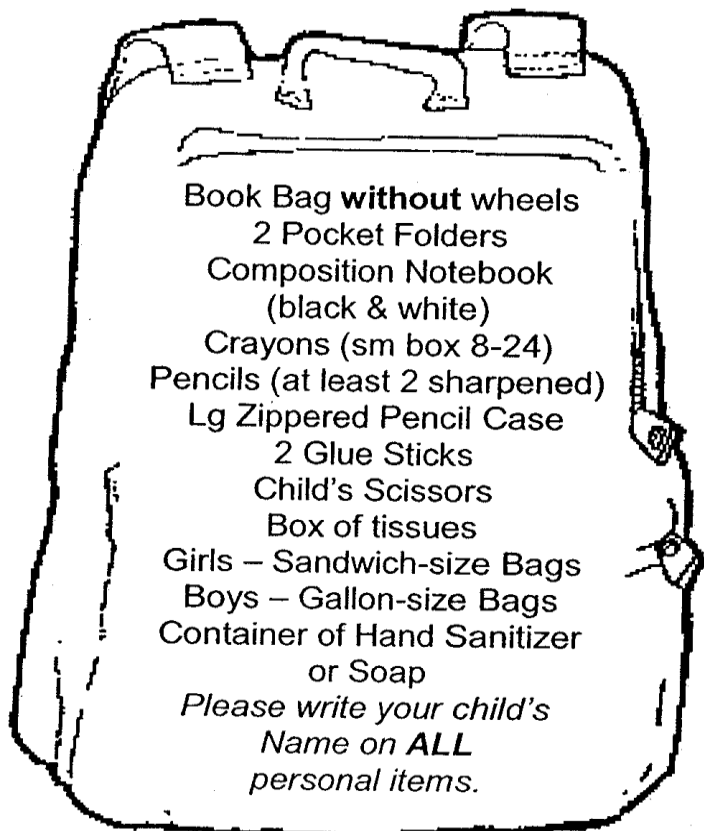 Book Bag without wheels
2 Pocket Folders
Composition Notebook
(black & white)
Crayons (sm box 8-24)
Pencils (at least 2 sharpened)
Lg Zippered Pencil Case
2 Glue Sticks
Child's Scissors
Box of tissues
Girls – Sandwich-size Bags
Boys – Gallon-size Bags
Container of Hand Sanitizer
or Soap
Please write your child's
Name on ALL
personal items.